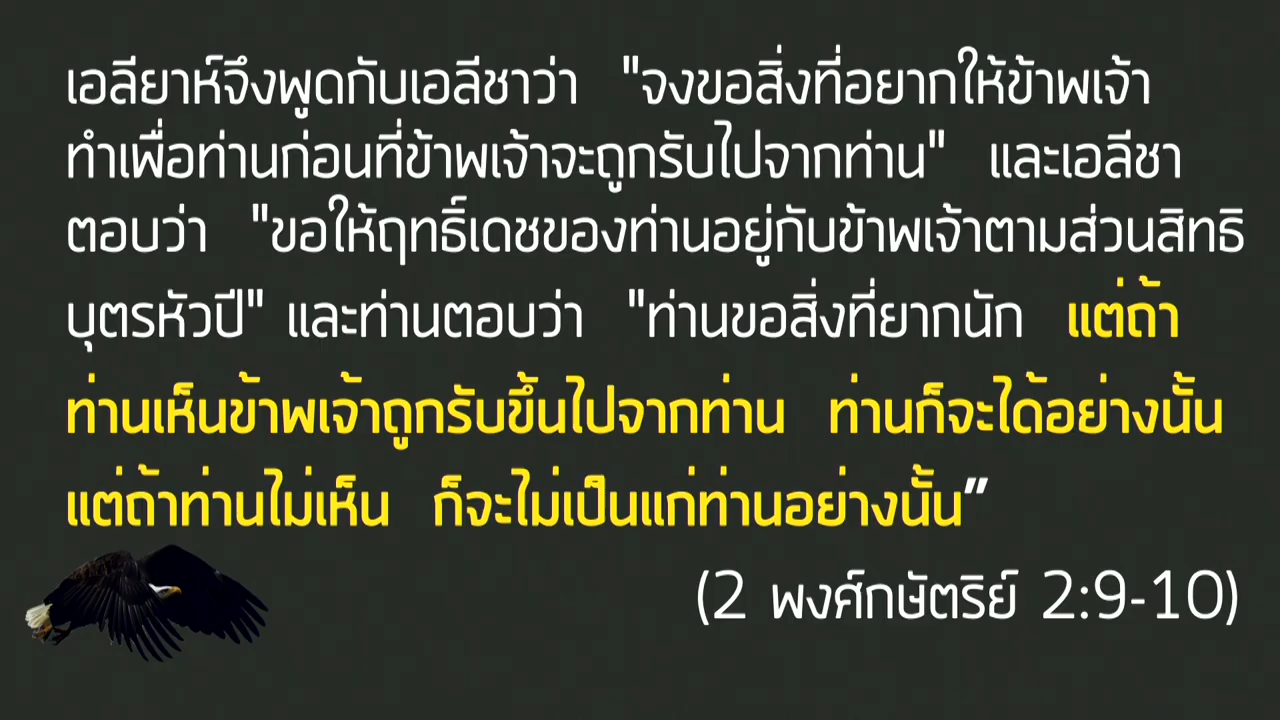 เอลียาห์จึงพูดกับเอลีชาว่า "จงขอสิ่งที่อยากให้ข้าพเจ้า
ทำเพื่อท่านก่อนที่ข้าพเจ้าจะถูกรับไปจากท่าน" และเอลีชา
ตอบว่า "ขอให้ฤทธิ์เดชของท่านอยู่กับข้าพเจ้าตามส่วนสิทธิ
บุตรหัวปี" และท่านตอบว่า "ท่านขอสิ่งที่ยากนัก แต่ถ้า
ท่านเห็นข้าพเจ้าถูกรับขึ้นไปจากท่าน ท่านก็จะได้อย่างนั้น
แต่ถ้าท่านไม่เห็น ก็จะไม่เป็นแก่ท่านอย่างนั้น”
(2 พงศ์กษัตริย์ 2:9-10)